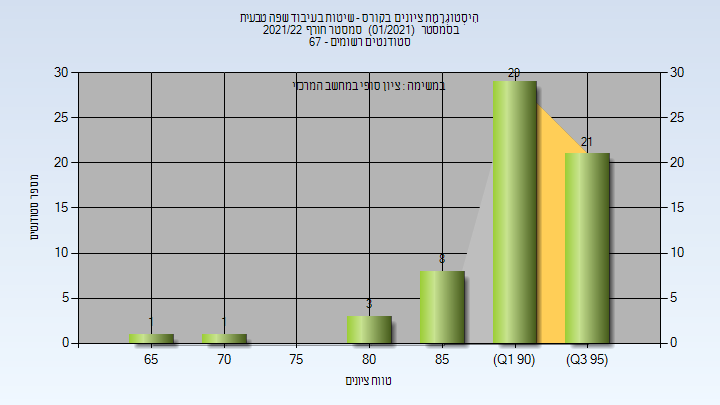 היסטוגרמת ציונים בקורס - שיטות בעיבוד שפה טבעית
בסמסטר (01/2021) סמסטר חורף 2021/22
סטודנטים רשומים - 67
במשימה : ציון סופי במחשב המרכזי
30 30
25 25
20 20
15 15
10 10
5 5
0 0
29
21
8
3
1
1
מספר סטודנטים
65 70 75 80 85 (Q1 90) (Q3 95)
טווח ציונים